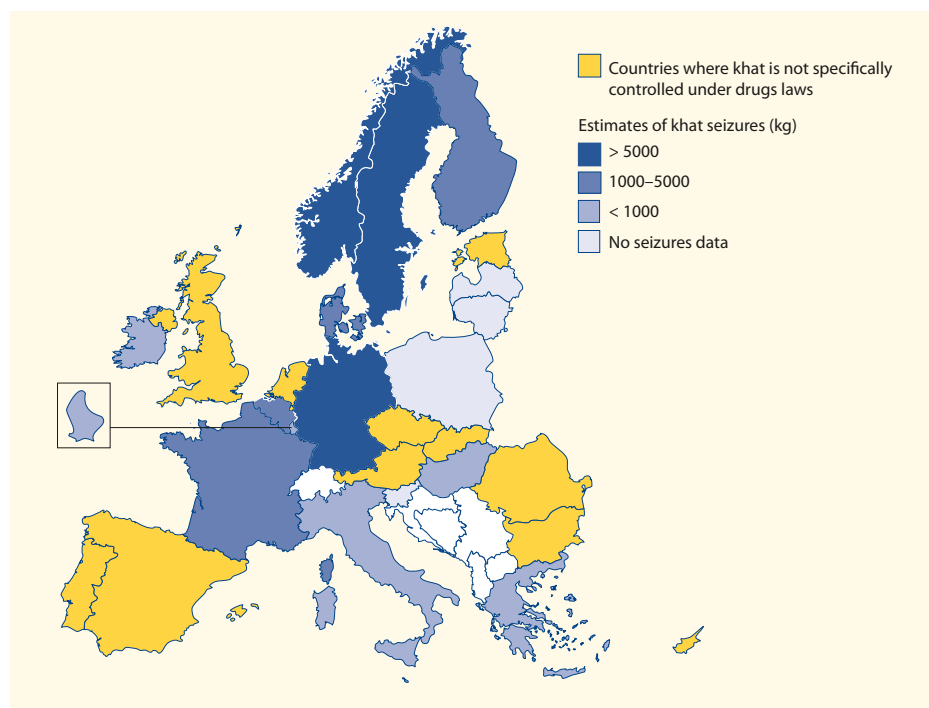 Countries where khat is not specifically
controlled under drugs laws
Estimates of khat seizures (kg)
> 5000
1000–5000
< 1000
No seizures data